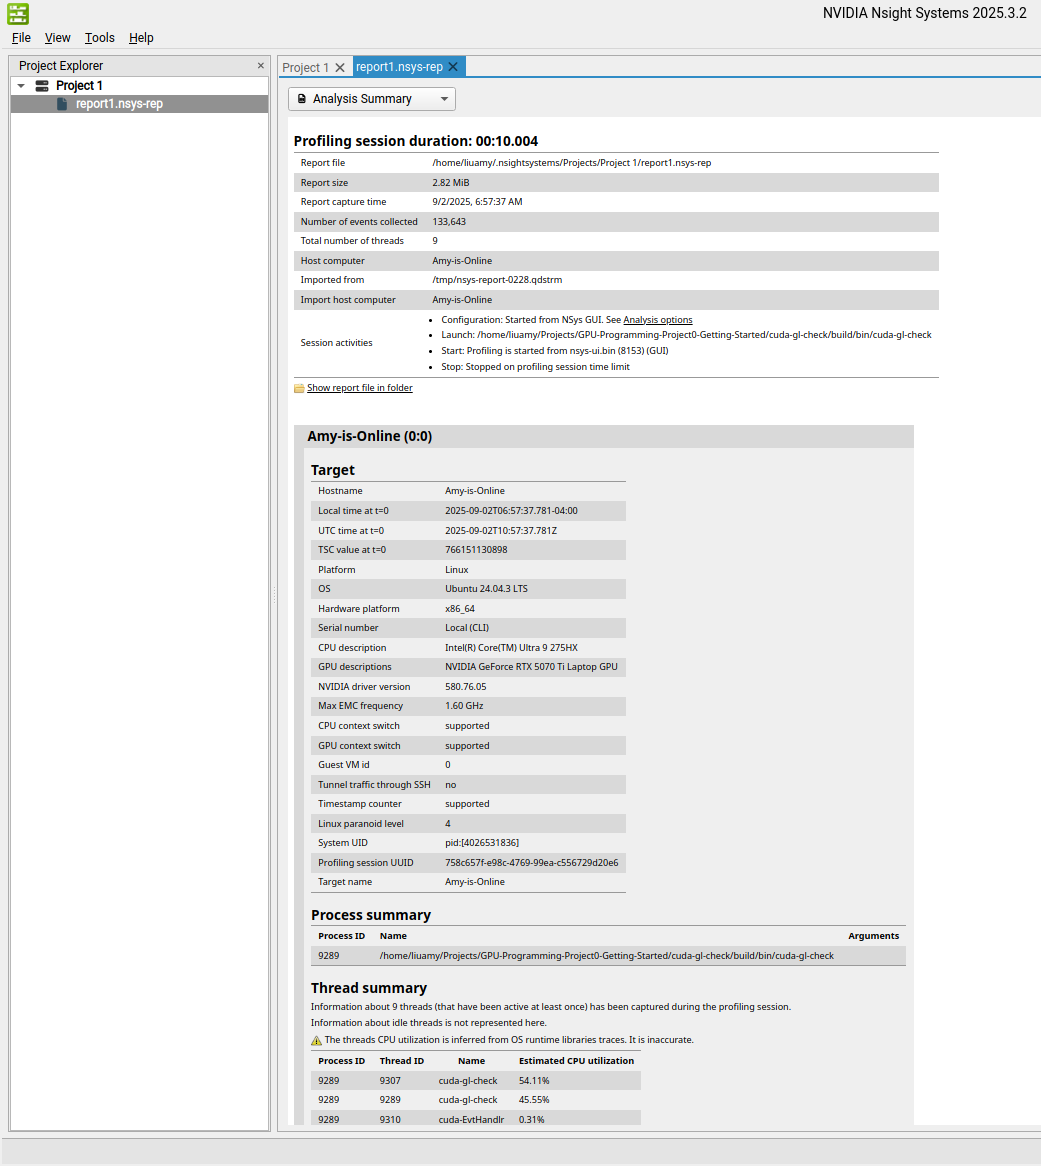 NVIDIA Nsight Systems 2025.3.2
File View Tools Help
Project Explorer
Project 1
report1.nsys-rep
Project 1 report1.nsys-rep
Analysis Summary
Profiling session duration: 00:10.004
Report file /home/liuamy/.nsightsystems/Projects/Project 1/report1.nsys-rep
Report size 2.82 MiB
Report capture time 9/2/2025, 6:57:37 AM
Number of events collected 133,643
Total number of threads 9
Host computer Amy-is-Online
Imported from /tmp/nsys-report-0228.qdstrm
Import host computer Amy-is-Online
Session activities
• Configuration: Started from NSys GUI. See Analysis options
• Launch: /home/liuamy/Projects/GPU-Programming-Project0-Getting-Started/cuda-gl-check/build/bin/cuda-gl-check
• Start: Profiling is started from nsys-ui.bin (8153) (GUI)
• Stop: Stopped on profiling session time limit
Show report file in folder
Amy-is-Online (0:0)
Target
Hostname Amy-is-Online
Local time at t=0 2025-09-02T06:57:37.781-04:00
UTC time at t=0 2025-09-02T10:57:37.781Z
TSC value at t=0 766151130898
Platform Linux
OS Ubuntu 24.04.3 LTS
Hardware platform x86_64
Serial number Local (CLI)
CPU description Intel(R) Core(TM) Ultra 9 275HX
GPU descriptions NVIDIA GeForce RTX 5070 Ti Laptop GPU
NVIDIA driver version 580.76.05
Max EMC frequency 1.60 GHz
CPU context switch supported
GPU context switch supported
Guest VM id 0
Tunnel traffic through SSH no
Timestamp counter supported
Linux paranoid level 4
System UID pid:[4026531836]
Profiling session UUID 758c657f-e98c-4769-99ea-c556729d20e6
Target name Amy-is-Online
Process summary
Process ID Name Arguments
9289 /home/liuamy/Projects/GPU-Programming-Project0-Getting-Started/cuda-gl-check/build/bin/cuda-gl-check
Thread summary
Information about 9 threads (that have been active at least once) has been captured during the profiling session.
Information about idle threads is not represented here.
The threads CPU utilization is inferred from OS runtime libraries traces. It is inaccurate.
Process ID Thread ID Name Estimated CPU utilization
9289 9307 cuda-gl-check 54.11%
9289 9289 cuda-gl-check 45.55%
9289 9310 cuda-EvtHandlr 0.31%